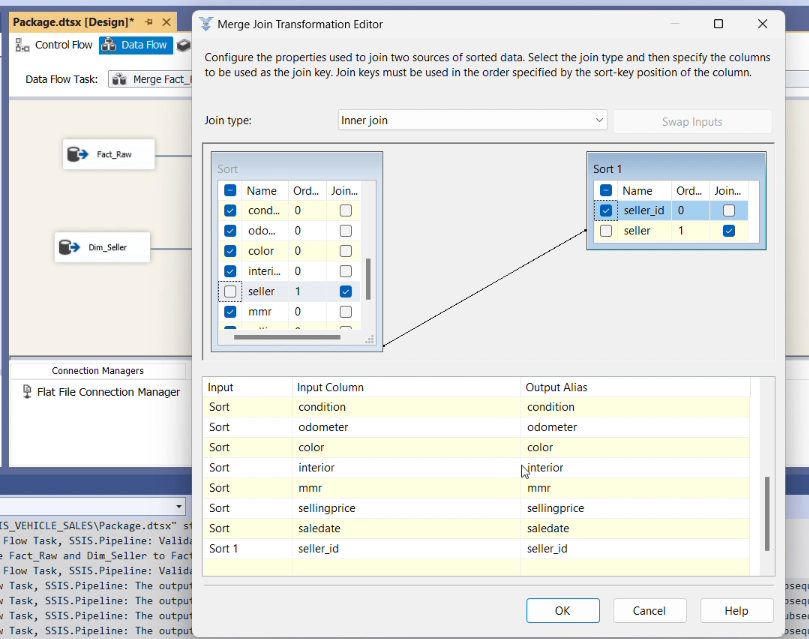 Package.dtsx [Design]*
Merge Join Transformation Editor
Control Flow
Data Flow
Configure the properties used to join two sources of sorted data. Select the join type and then specify the columns
to be used as the join key. Join keys must be used in the order specified by the sort-key position of the column.
Data Flow Task:
Merge Fact_
Join type:
Inner join
Swap Inputs
Fact_Raw
Dim_Seller
Sort
Name Ord... Join...
cond... 0
odo... 0
color 0
interi... 0
seller 1
mmr 0
Sort 1
Name Ord... Join...
seller_id 0
seller 1
Connection Managers
Flat File Connection Manager
Input Input Column Output Alias
Sort condition condition
Sort odometer odometer
Sort color color
Sort interior interior
Sort mmr mmr
Sort sellingprice sellingprice
Sort saledate saledate
Sort 1 seller_id seller_id
OK
Cancel
Help
IS_VEHICLE_SALES\Package.dtsx" st
Flow Task, SSIS.Pipeline: Valida
e Fact_Raw and Dim_Seller to Fact
Flow Task, SSIS.Pipeline: Valida
w Task, SSIS.Pipeline: The output
w Task, SSIS.Pipeline: The output
w Task, SSIS.Pipeline: The output
w Task, SSIS.Pipeline: The output